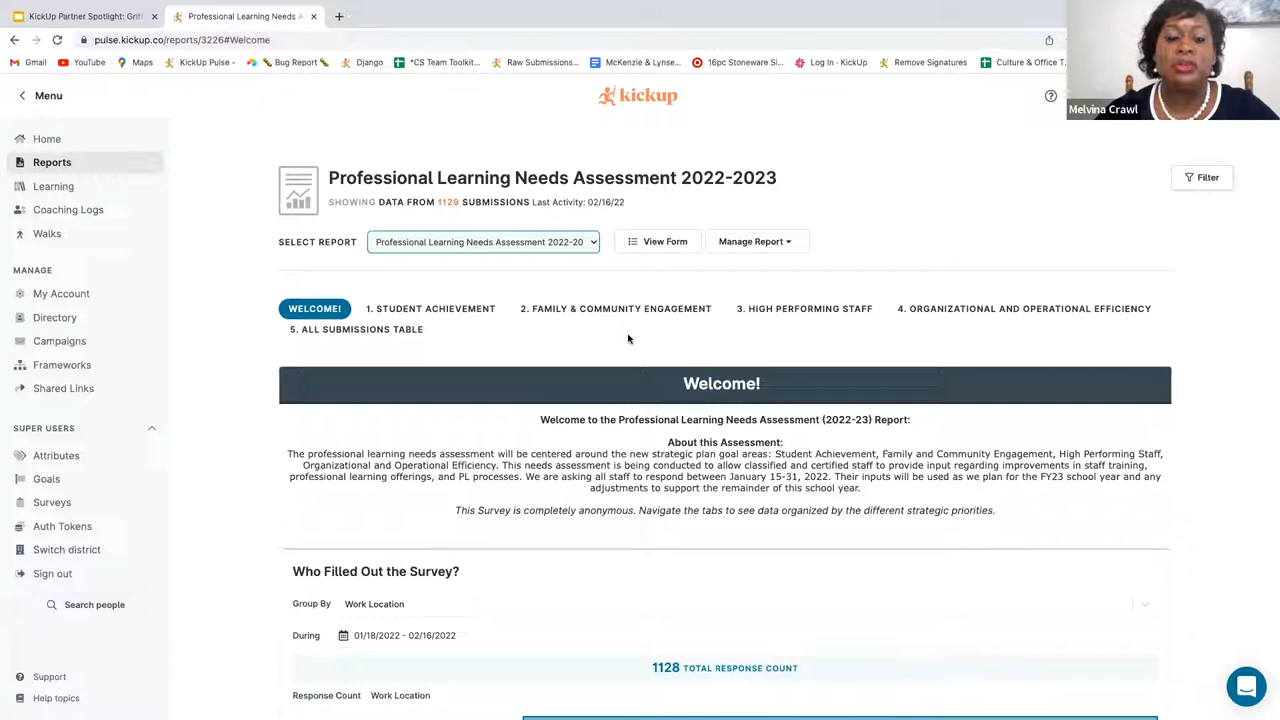 KickUp Partner Spotlight: Grif
Professional Learning Needs A
pulse.kickup.co/reports/3226#Welcome
Gmail
YouTube
Maps
KickUp Pulse -
Bug Report
Django
*CS Team Toolkit...
Raw Submissions...
McKenzie & Lynse...
16pc Stoneware Si...
Log In - KickUp
Remove Signatures
Culture & Office T...
Melvina Crawl
Menu
kickup
Home
Reports
Learning
Coaching Logs
Walks
MANAGE
My Account
Directory
Campaigns
Frameworks
Shared Links
SUPER USERS
Attributes
Goals
Surveys
Auth Tokens
Switch district
Sign out
Search people
Support
Help topics
Professional Learning Needs Assessment 2022-2023
Filter
SHOWING DATA FROM 1129 SUBMISSIONS Last Activity: 02/16/22
SELECT REPORT Professional Learning Needs Assessment 2022-20 View Form Manage Report
WELCOME! 1. STUDENT ACHIEVEMENT 2. FAMILY & COMMUNITY ENGAGEMENT 3. HIGH PERFORMING STAFF 4. ORGANIZATIONAL AND OPERATIONAL EFFICIENCY
5. ALL SUBMISSIONS TABLE
Welcome!
Welcome to the Professional Learning Needs Assessment (2022-23) Report:
About this Assessment:
The professional learning needs assessment will be centered around the new strategic plan goal areas: Student Achievement, Family and Community Engagement, High Performing Staff,
Organizational and Operational Efficiency. This needs assessment is being conducted to allow classified and certified staff to provide input regarding improvements in staff training,
professional learning offerings, and PL processes. We are asking all staff to respond between January 15-31, 2022. Their inputs will be used as we plan for the FY23 school year and any
adjustments to support the remainder of this school year.
This Survey is completely anonymous. Navigate the tabs to see data organized by the different strategic priorities.
Who Filled Out the Survey?
Group By Work Location
During 01/18/2022 - 02/16/2022
1128 TOTAL RESPONSE COUNT
Response Count Work Location